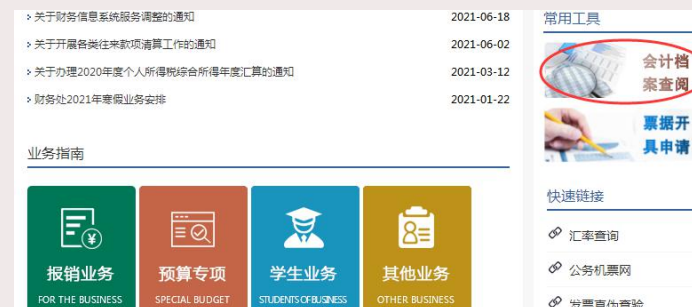 › 关于财务信息系统服务调整的通知 2021-06-18
› 关于开展各类往来款项清算工作的通知 2021-06-02
› 关于办理2020年度个人所得税综合所得年度汇算的通知 2021-03-12
› 财务处2021年寒假业务安排 2021-01-22
业务指南
报销业务
FOR THE BUSINESS
预算专项
SPECIAL BUDGET
学生业务
STUDENTS OF BUSINESS
其他业务
OTHER BUSINESS
常用工具
会计档
案查阅
票据开
具申请
快速链接
汇率查询
公务机票网
发票真伪查验